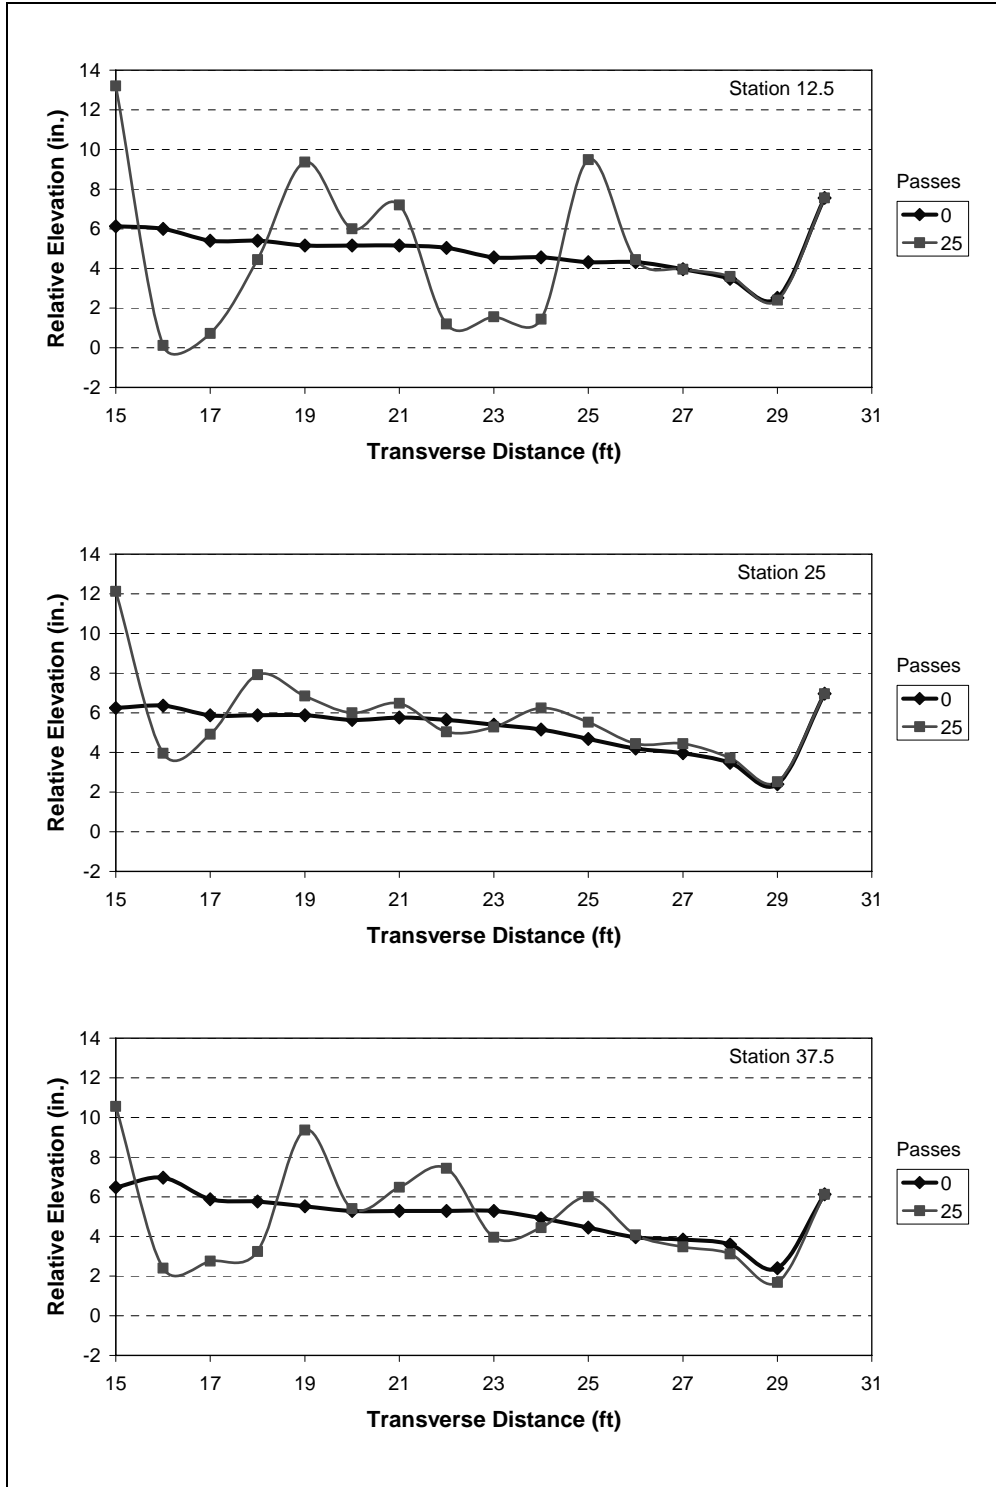 Station 12.5
14
12
10
8
6
4
2
0
-2
Relative Elevation (in.)
15 17 19 21 23 25 27 29 31
Transverse Distance (ft)
Passes
0
25
Station 25
14
12
10
8
6
4
2
0
-2
Relative Elevation (in.)
15 17 19 21 23 25 27 29 31
Transverse Distance (ft)
Passes
0
25
Station 37.5
14
12
10
8
6
4
2
0
-2
Relative Elevation (in.)
15 17 19 21 23 25 27 29 31
Transverse Distance (ft)
Passes
0
25